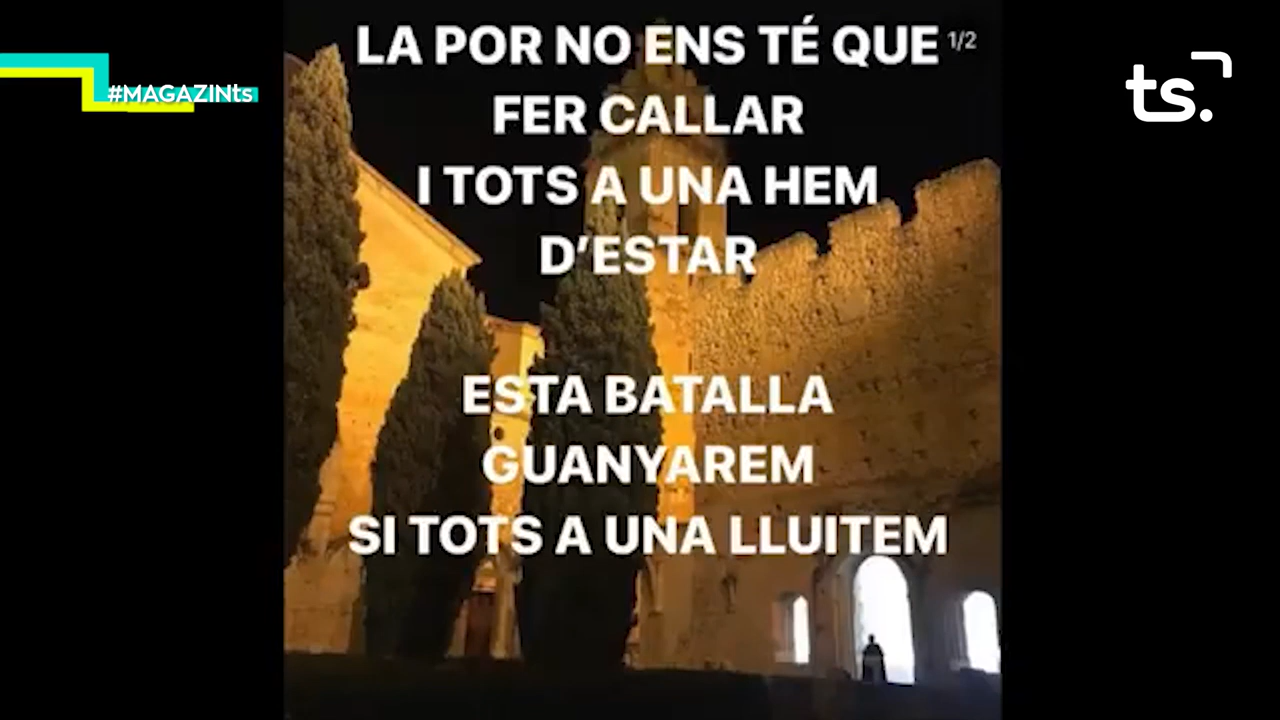 LA POR NO ENS TÉ QUE
1/2
FER CALLAR
I TOTS A UNA HEM
D'ESTAR
ESTA BATALLA
GUANYAREM
SI TOTS A UNA LLUITEM
#MAGAZINts
ts.